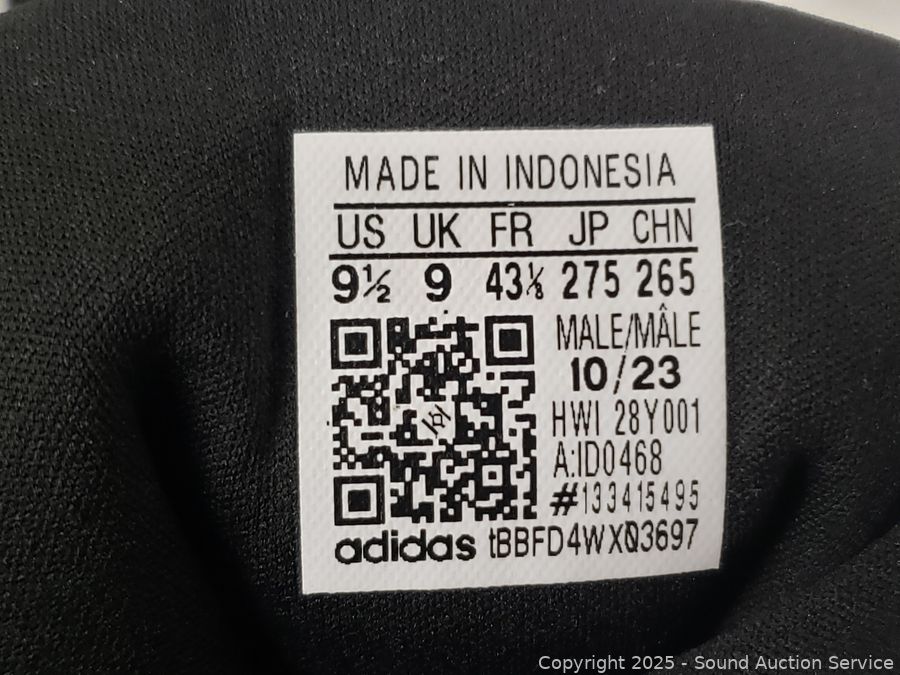 MADE IN INDONESIA
US UK FR JP CHN
9½ 9 43⅓ 275 265
MALE/MÂLE
10/23
HWI 28Y001
A:ID0468
#133415495
adidas tBBFD4WXQ3697
Copyright 2025 - Sound Auction Service